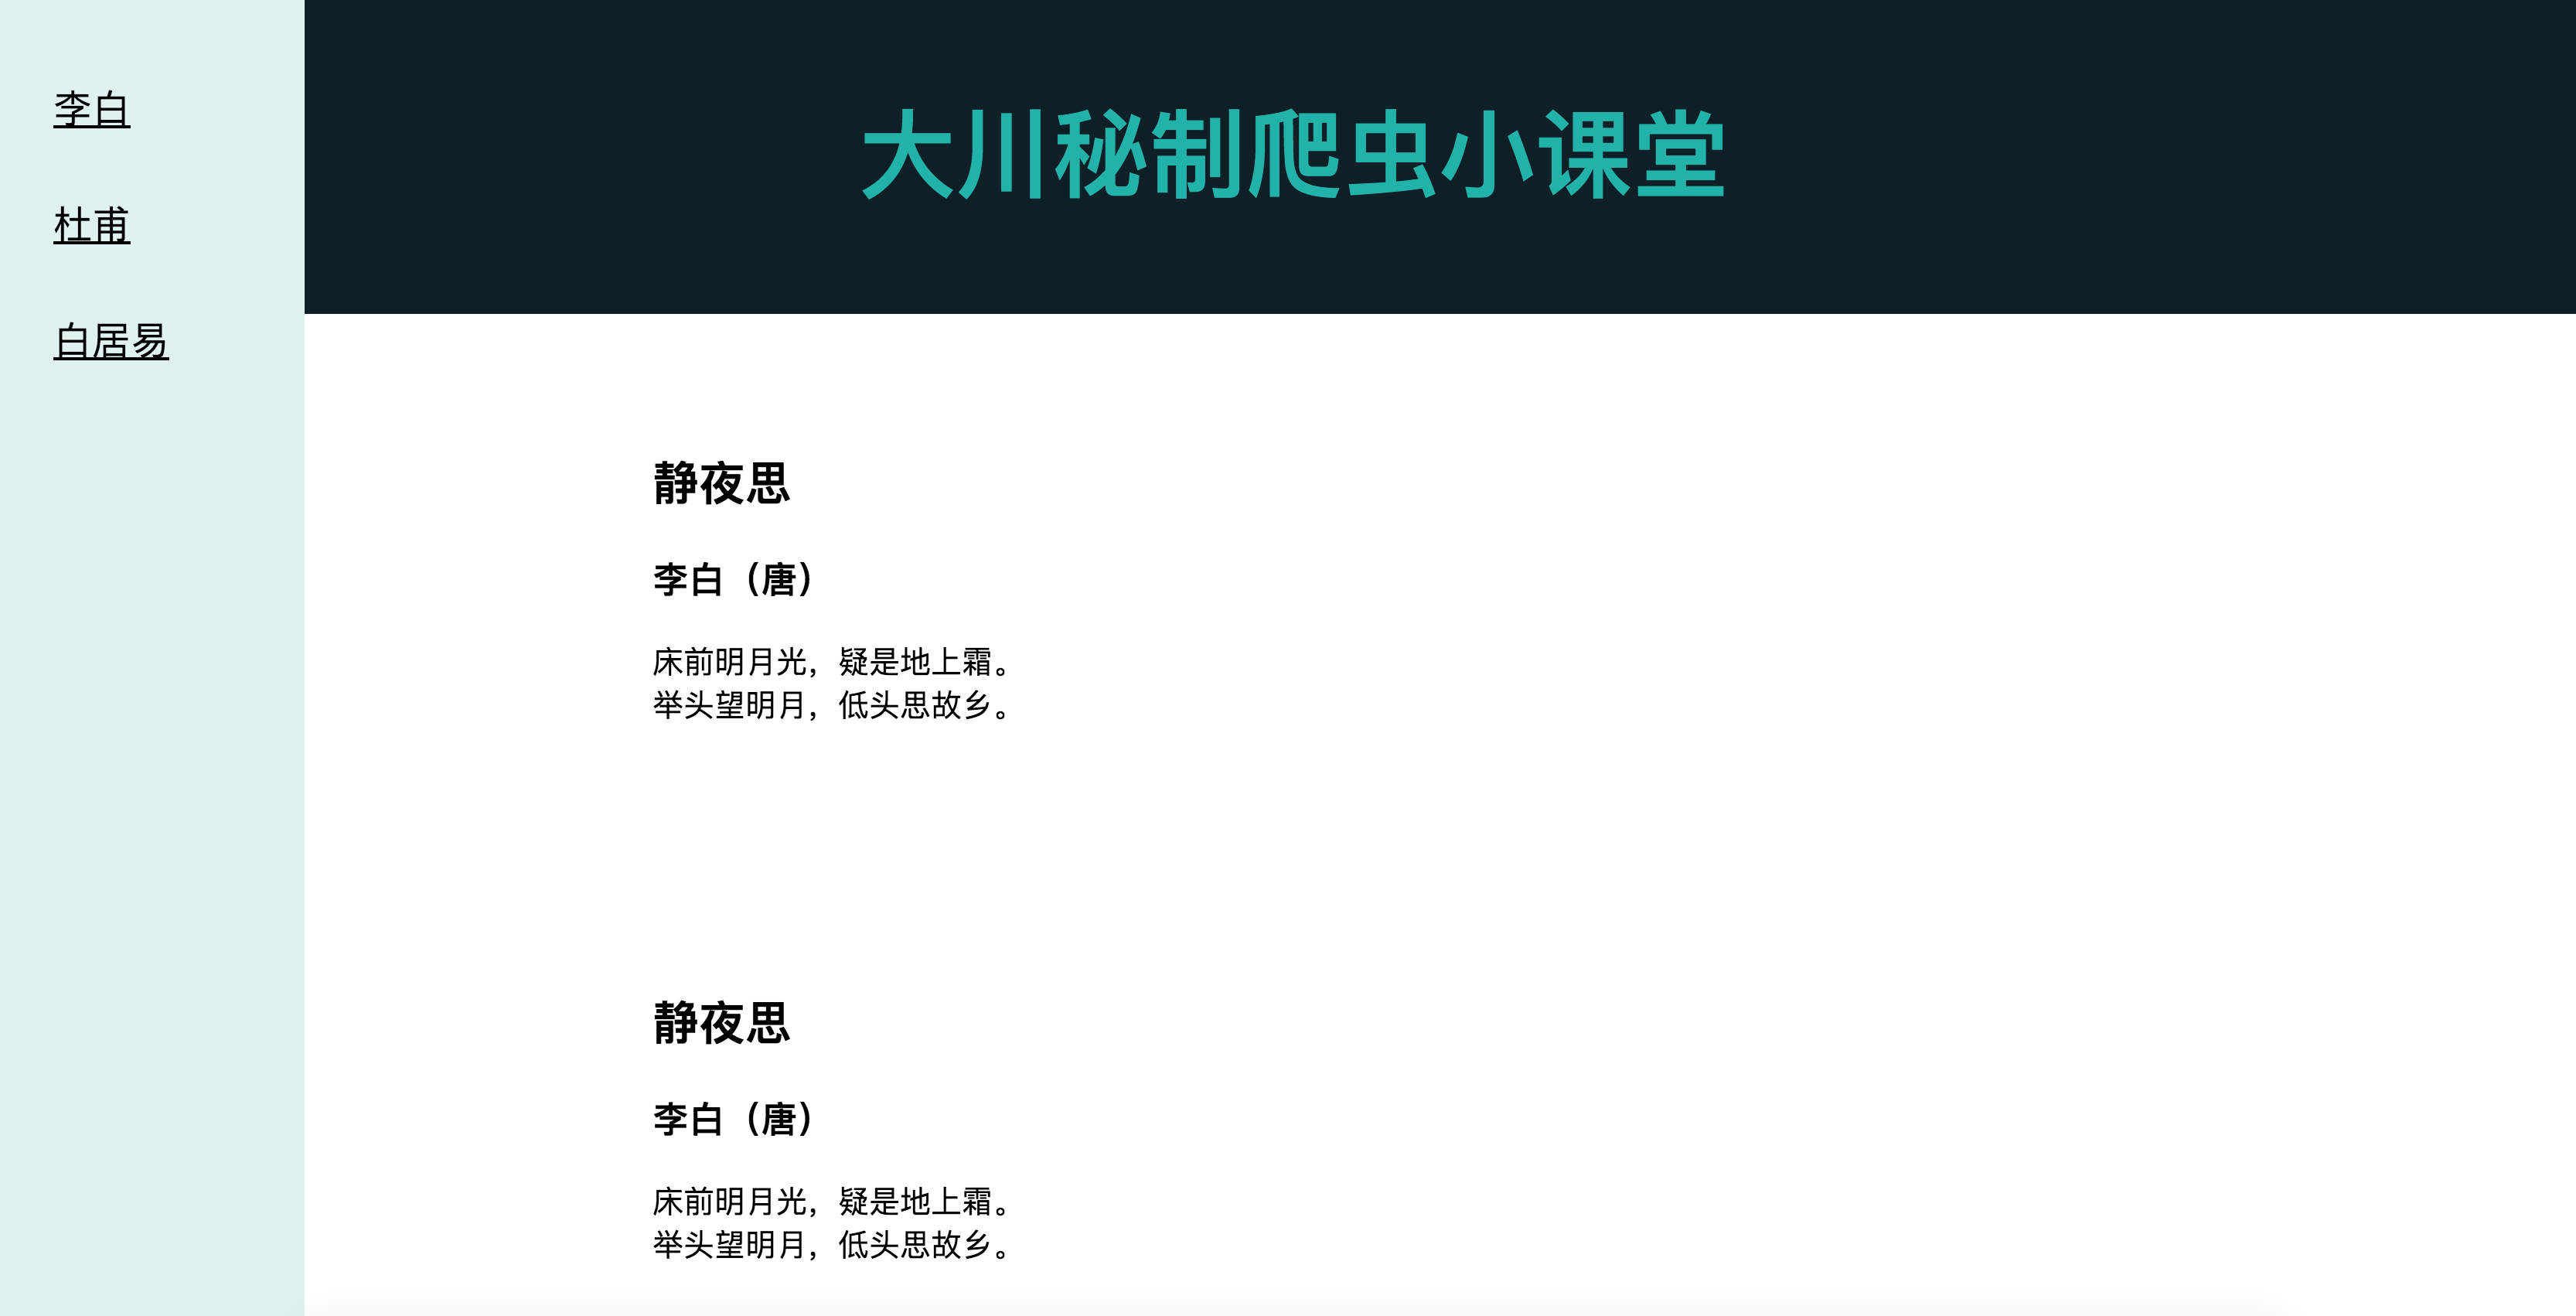 李白
杜甫
白居易
大川秘制爬虫小课堂
静夜思
李白（唐）
床前明月光，疑是地上霜。
举头望明月，低头思故乡。
静夜思
李白（唐）
床前明月光，疑是地上霜。
举头望明月，低头思故乡。